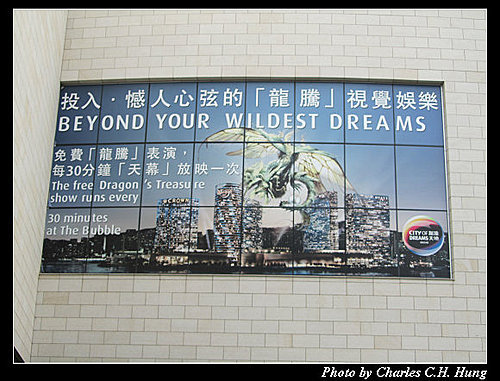 投入．憾人心弦的「龍騰」視覺娛樂
BEYOND YOUR WILDEST DREAMS
免費「龍騰」表演，
每30分鐘「天幕」放映一次
The free Dragon's Treasure
show runs every
30 minutes
at The Bubble
CROWN
CITY OF DREAMS
Photo by Charles C.H. Hung